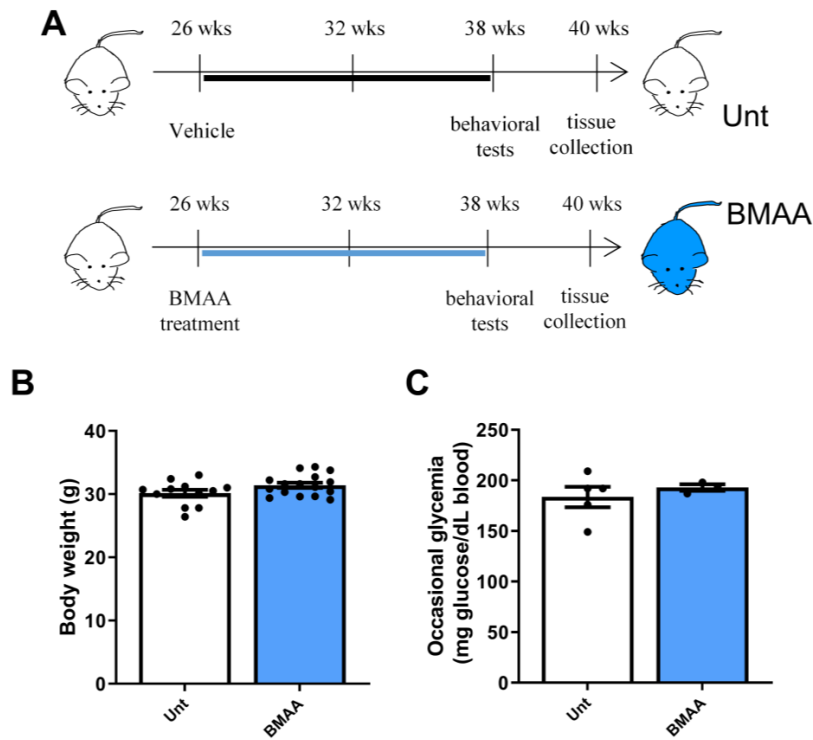 A
26 wks 32 wks 38 wks 40 wks
Vehicle behavioral tissue
tests collection
Unt
26 wks 32 wks 38 wks 40 wks
BMAA
BMAA behavioral tissue
treatment tests collection
B
Body weight (g)
40
30
20
10
0
Unt BMAA
C
Occasional glycemia
(mg glucose/dL blood)
250
200
150
100
50
0
Unt BMAA